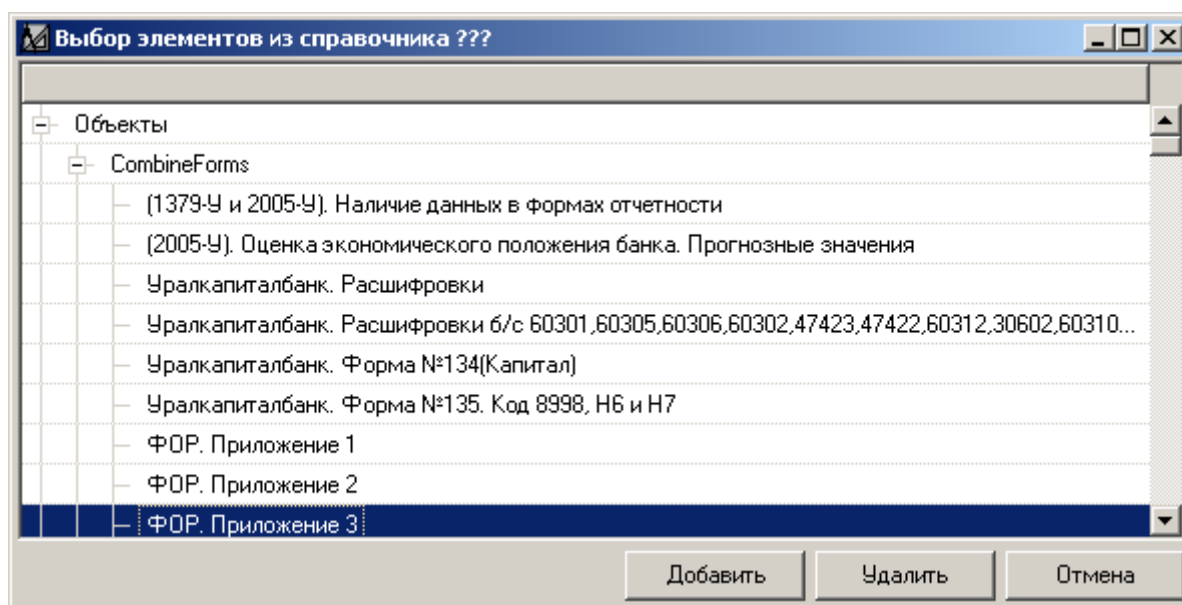 Выбор элементов из справочника ???
Объекты
CombineForms
(1379-У и 2005-У). Наличие данных в формах отчетности
(2005-У). Оценка экономического положения банка. Прогнозные значения
Уралкапиталбанк. Расшифровки
Уралкапиталбанк. Расшифровки б/с 60301,60305,60306,60302,47423,47422,60312,30602,60310...
Уралкапиталбанк. Форма №134(Капитал)
Уралкапиталбанк. Форма №135. Код 8998, Н6 и Н7
ФОР. Приложение 1
ФОР. Приложение 2
ФОР. Приложение 3
Добавить Удалить Отмена